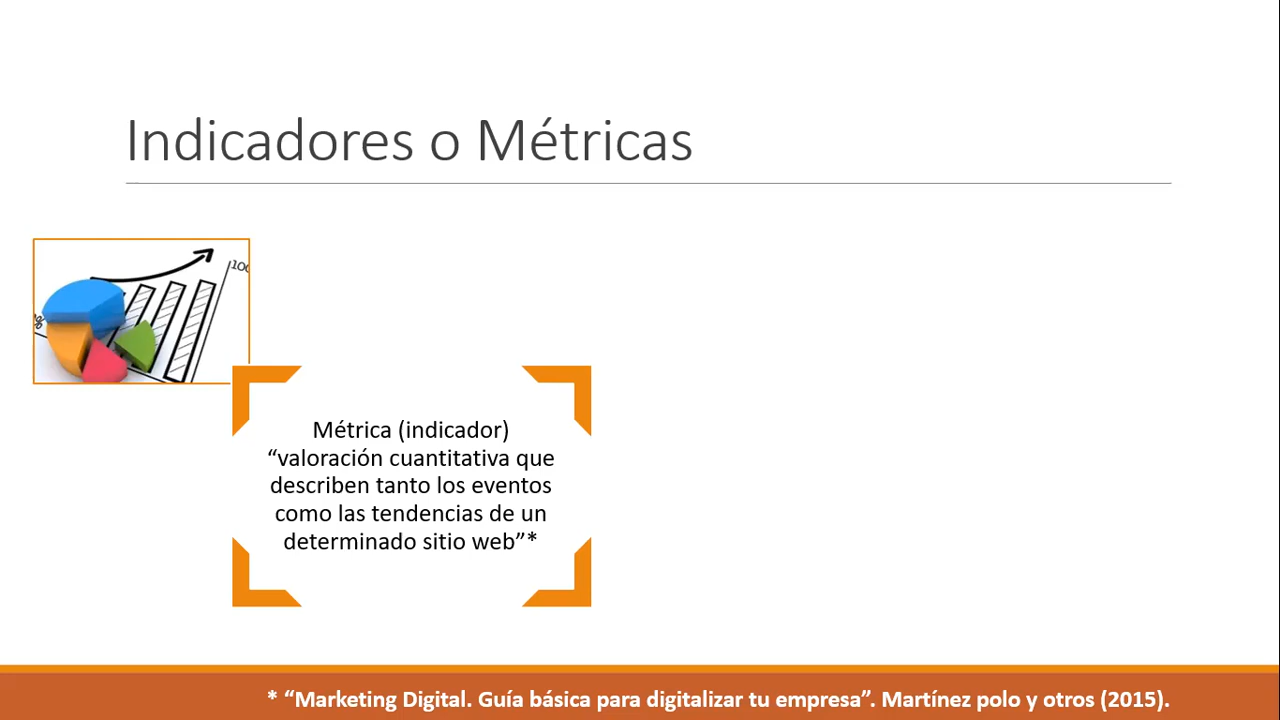 Indicadores o Métricas
100
%
Métrica (indicador)
“valoración cuantitativa que
describen tanto los eventos
como las tendencias de un
determinado sitio web”*
* “Marketing Digital. Guía básica para digitalizar tu empresa”. Martínez polo y otros (2015).